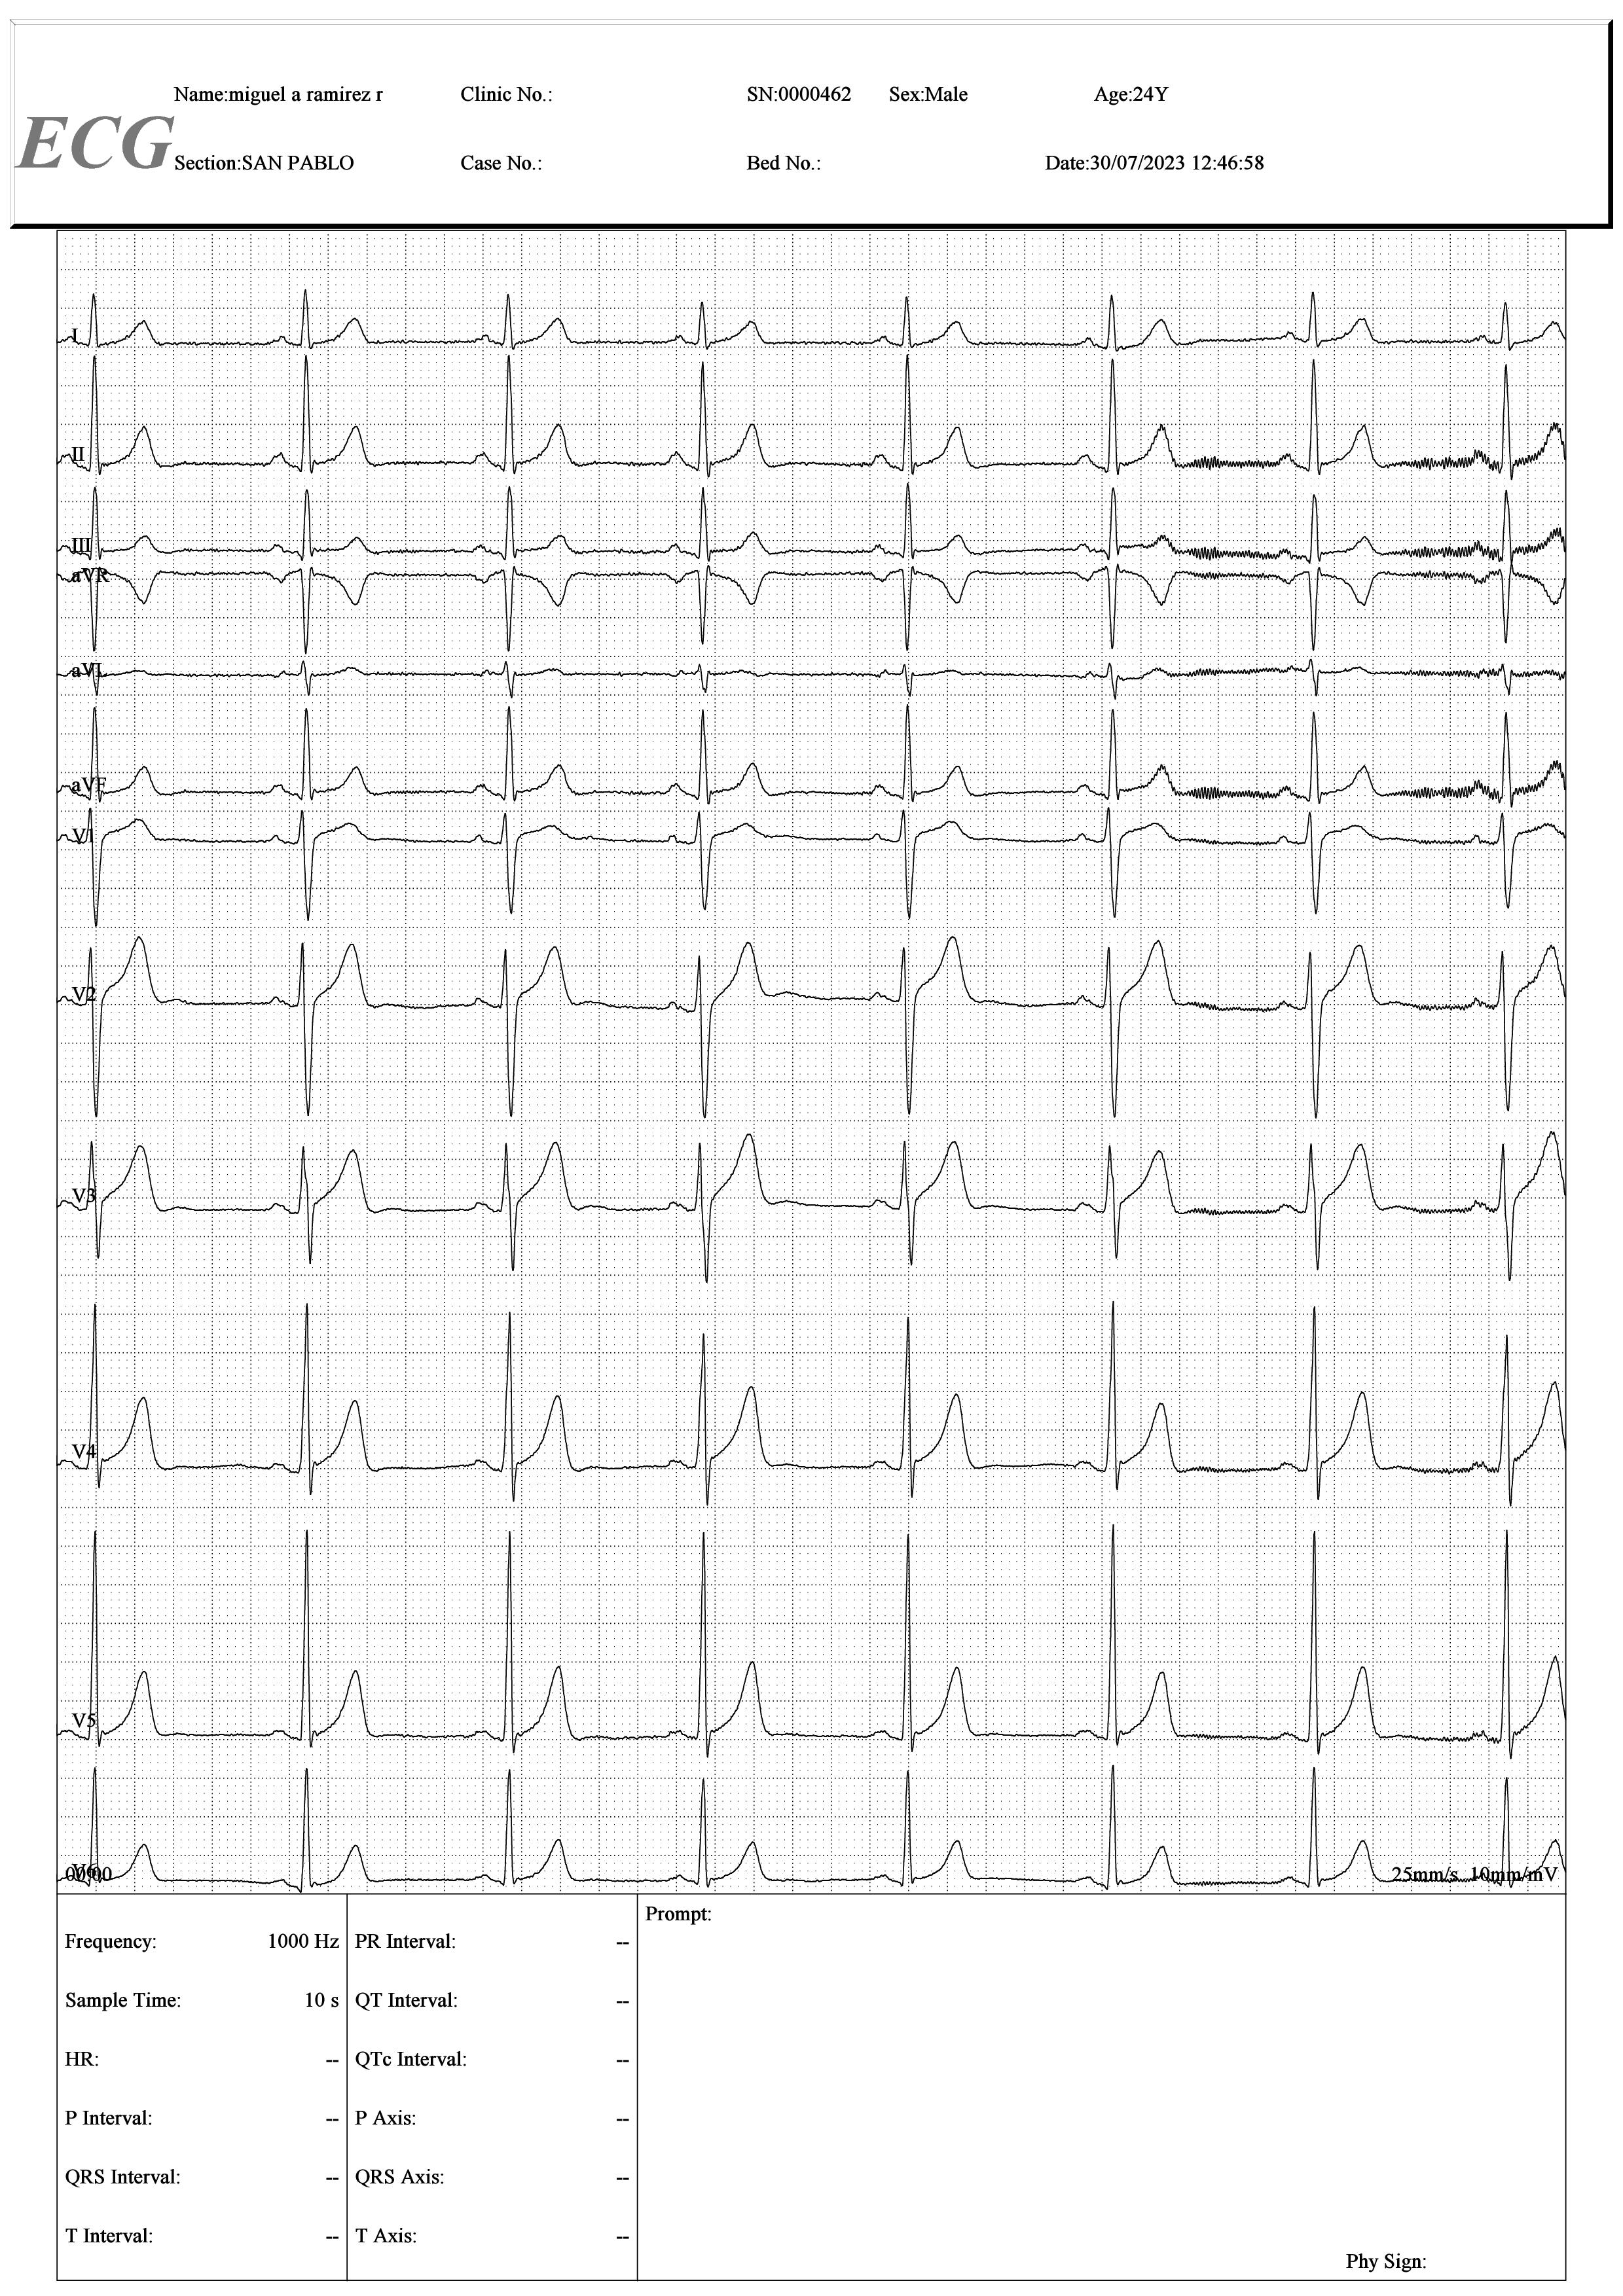 ECG
Name:miguel a ramirez r Clinic No.: SN:0000462 Sex:Male Age:24Y
Section:SAN PABLO Case No.: Bed No.: Date:30/07/2023 12:46:58
I
II
III
aVR
aVL
aVF
V1
V2
V3
V4
V5
V6
25mm/s 10mm/mV
Prompt:
Frequency: 1000 Hz PR Interval: --
Sample Time: 10 s QT Interval: --
HR: -- QTc Interval: --
P Interval: -- P Axis: --
QRS Interval: -- QRS Axis: --
T Interval: -- T Axis: --
Phy Sign: